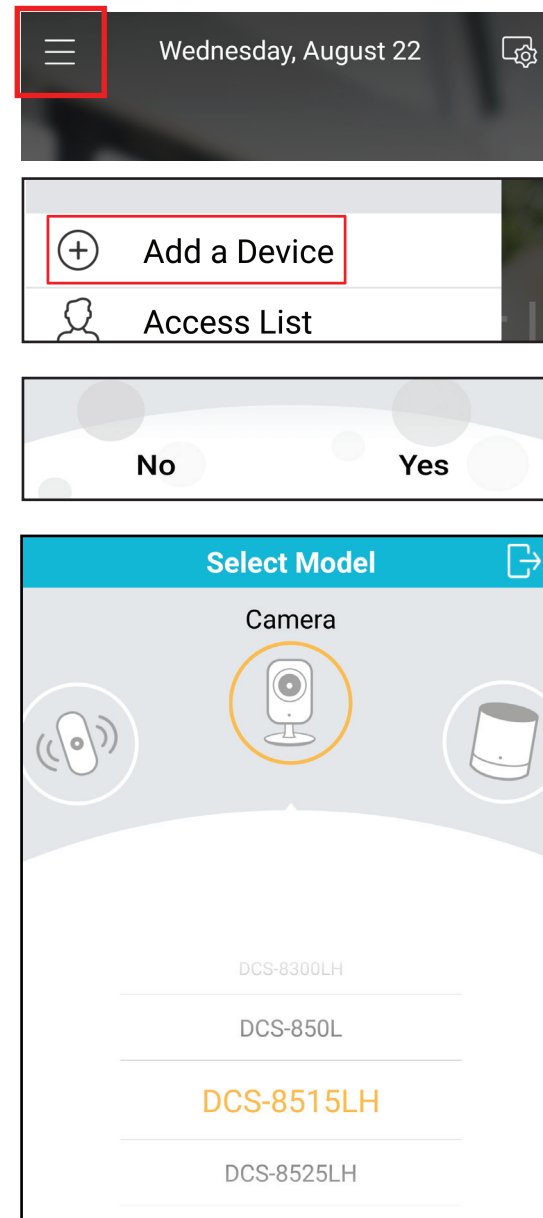 Wednesday, August 22
Add a Device
Access List
No Yes
Select Model
Camera
DCS-8300LH
DCS-850L
DCS-8515LH
DCS-8525LH